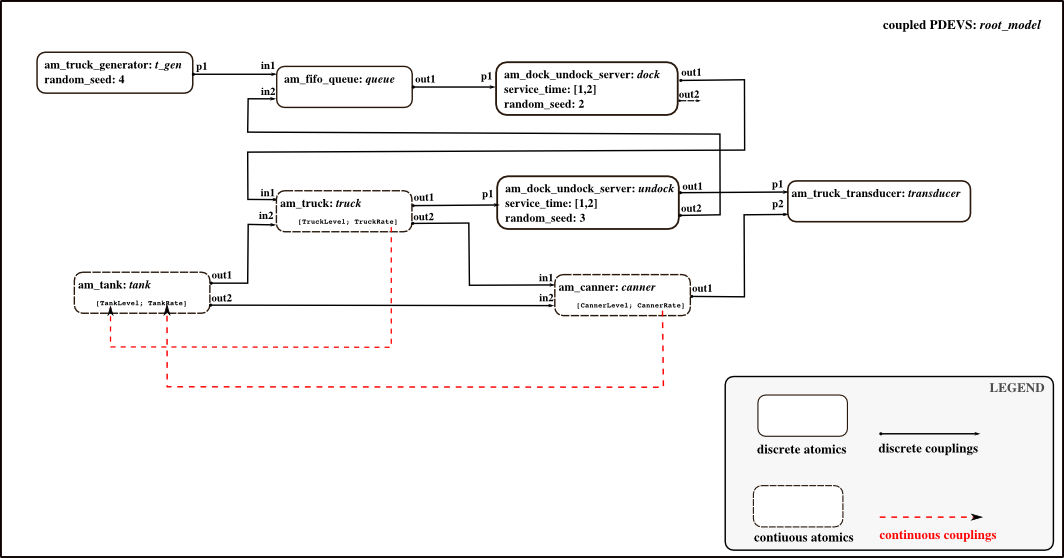 coupled PDEVS: root_model
am_truck_generator: t_gen
random_seed: 4
p1
in1
in2
am_fifo_queue: queue
out1
p1
am_dock_undock_server: dock
service_time: [1,2]
random_seed: 2
out1
out2
in1
in2
am_truck: truck
[TruckLevel; TruckRate]
out1
out2
p1
am_dock_undock_server: undock
service_time: [1,2]
random_seed: 3
out1
out2
p1
p2
am_truck_transducer: transducer
am_tank: tank
[TankLevel; TankRate]
out1
out2
in1
in2
am_canner: canner
[CannerLevel; CannerRate]
out1
LEGEND
discrete atomics
discrete couplings
contiuous atomics
continuous couplings